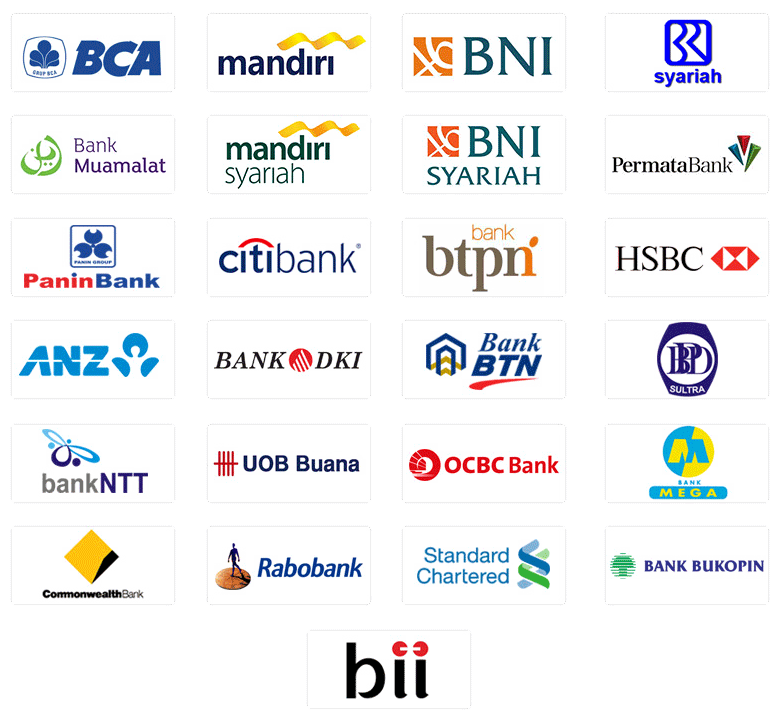 GRUP BCA
BCA
mandiri
BNI
syariah
Bank
Muamalat
mandiri
syariah
BNI
SYARIAH
PermataBank
PANIN GROUP
PaninBank
citibank®
bank
btpn
HSBC
ANZ
BANK DKI
Bank
BTN
BPD
SULTRA
bankNTT
UOB Buana
OCBC Bank
M
BANK
MEGA
CommonwealthBank
Rabobank
Standard
Chartered
BANK BUKOPIN
bii